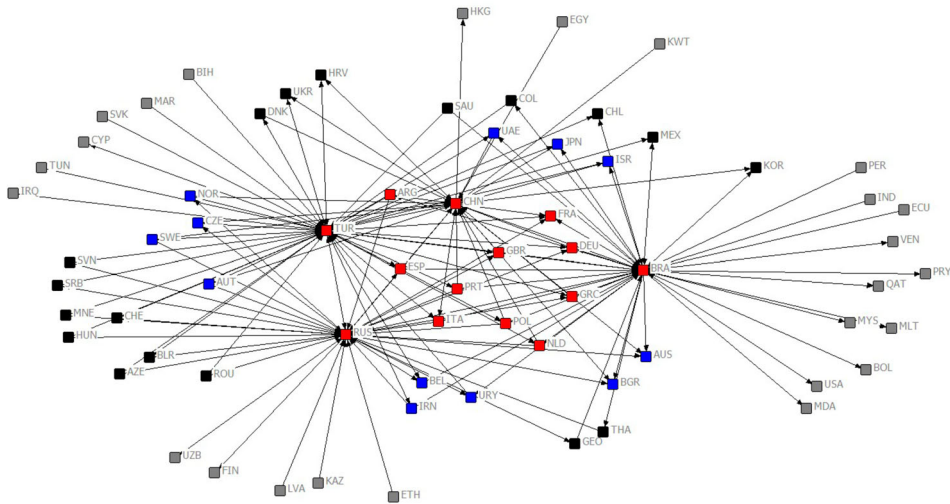 HKG
EGY
KWT
BIH
HRV
UKR
COL
MAR
SAU
DNK
CHL
SVK
UAE
MEX
CYP
JPN
ISR
TUN
KOR
PER
IRQ
NOR
ARG
CHN
IND
ECU
CZE
FRA
TUR
SWE
GBR
DEU
VEN
SVN
ESP
BRA
PRY
SRB
AUT
PRT
QAT
GRC
MNE
CHE
ITA
POL
MYS
MLT
HUN
RUS
NLD
BLR
AUS
AZE
ROU
BOL
BEL
BGR
USA
URY
IRN
MDA
THA
GEO
UZB
FIN
KAZ
LVA
ETH